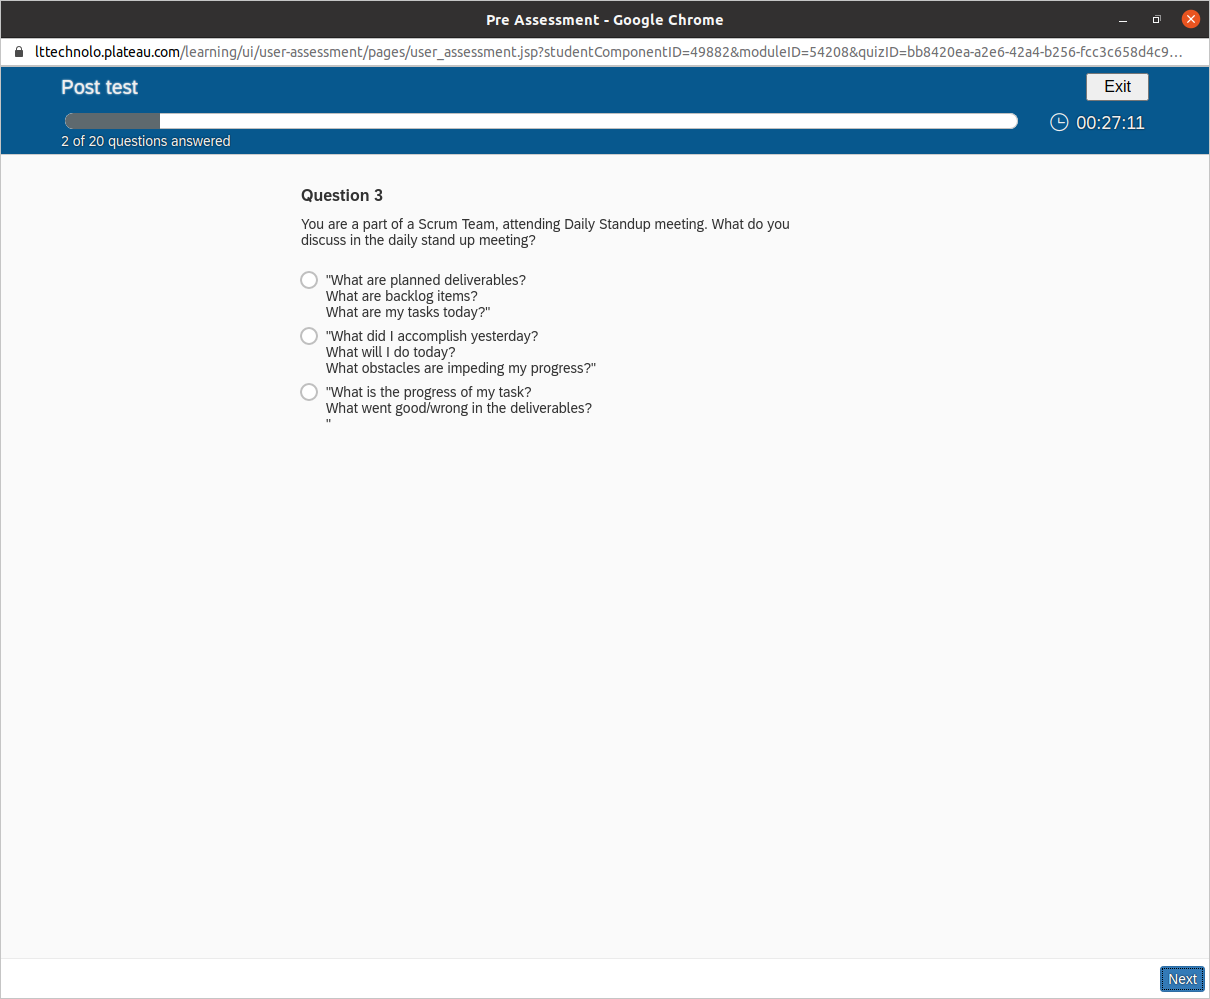 Pre Assessment - Google Chrome
lttechnolo.plateau.com/learning/ui/user-assessment/pages/user_assessment.jsp?studentComponentID=49882&moduleID=54208&quizID=bb8420ea-a2e6-42a4-b256-fcc3c658d4c9...
Post test
Exit
00:27:11
2 of 20 questions answered
Question 3
You are a part of a Scrum Team, attending Daily Standup meeting. What do you
discuss in the daily stand up meeting?
"What are planned deliverables?
What are backlog items?
What are my tasks today?"
"What did I accomplish yesterday?
What will I do today?
What obstacles are impeding my progress?"
"What is the progress of my task?
What went good/wrong in the deliverables?
"
Next